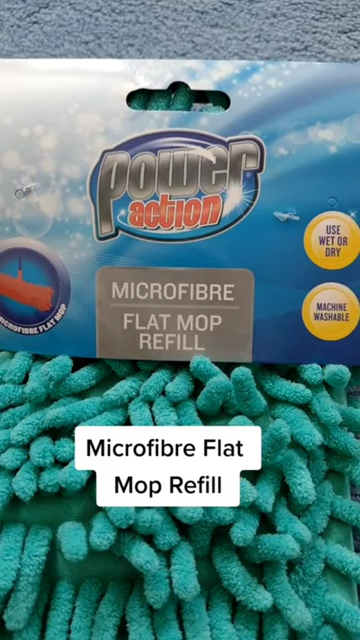 power
action
MICROFIBRE
FLAT MOP
REFILL
USE
WET OR
DRY
MACHINE
WASHABLE
MICROFIBRE FLAT MOP
Microfibre Flat
Mop Refill